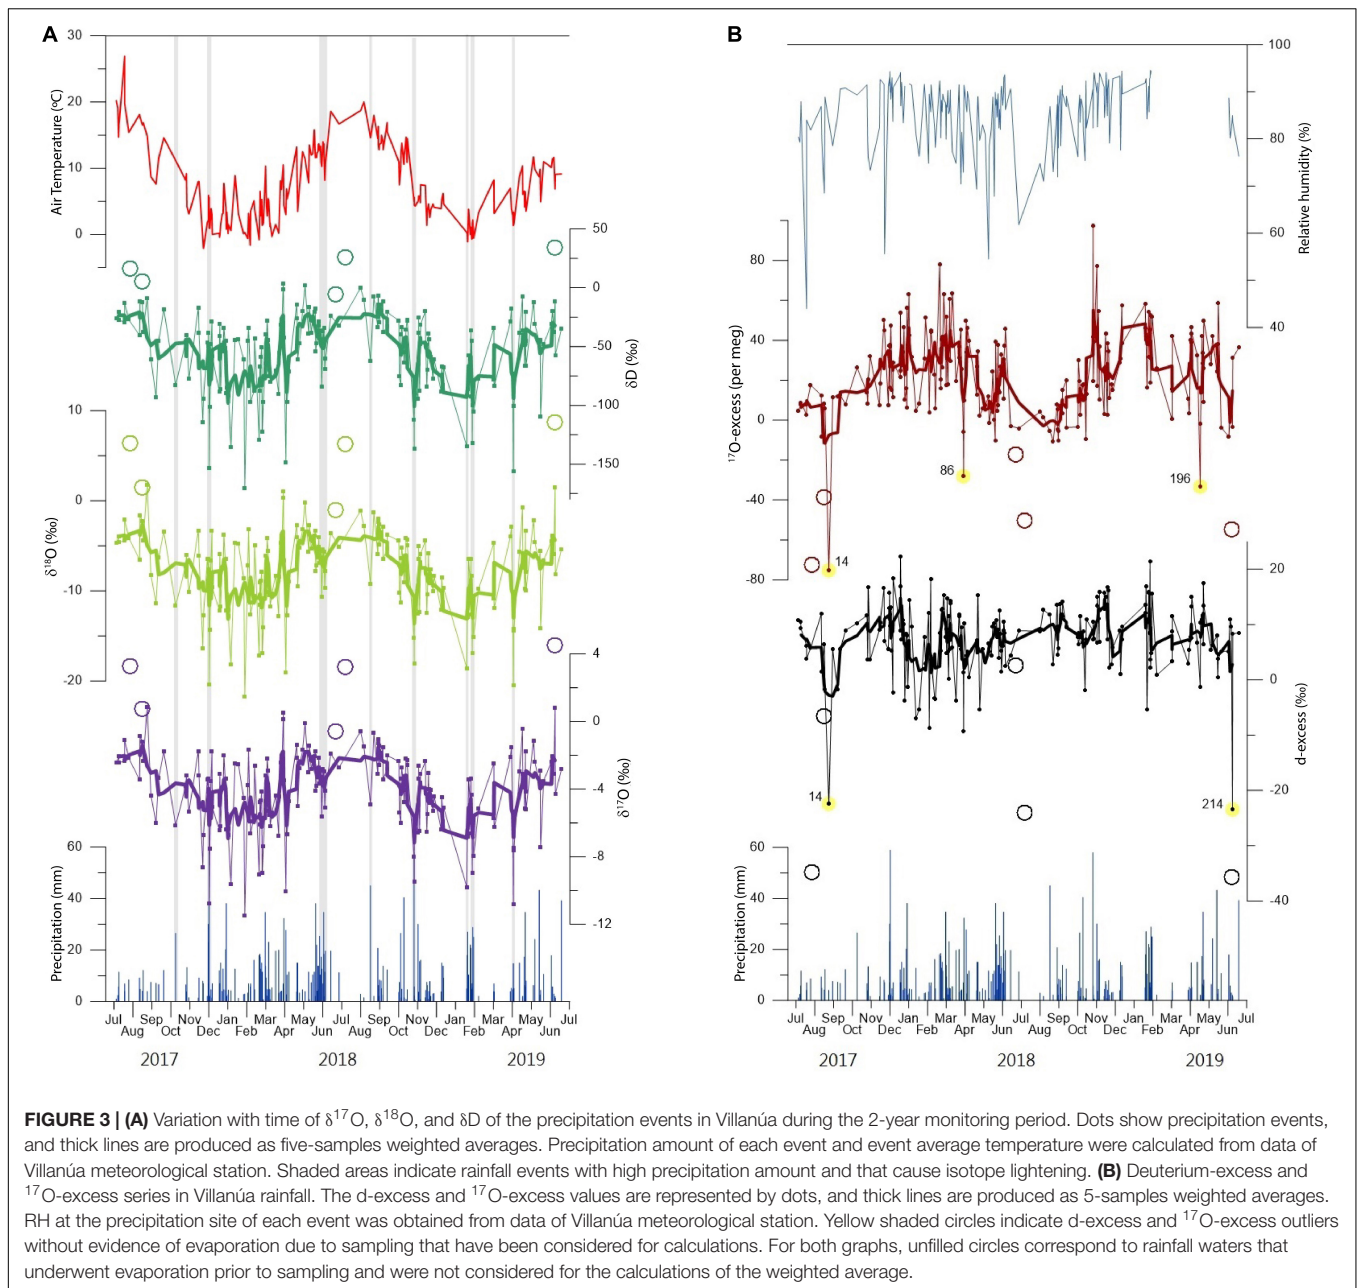 A
B
30
20
10
0
Air Temperature (ºC)
50
0
-50
-100
-150
δD (‰)
10
0
-10
-20
δ18O (‰)
4
0
-4
-8
-12
δ17O (‰)
60
40
20
0
Precipitation (mm)
Jul Sep Nov Jan Mar May Jul Sep Nov Jan Mar May Jul
Aug Oct Dec Feb Apr Jun Aug Oct Dec Feb Apr Jun
2017 2018 2019
100
80
60
40
Relative humidity (%)
80
40
0
-40
-80
17O-excess (per meg)
86
196
14
20
0
-20
-40
d-excess (‰)
14
214
60
40
20
0
Precipitation (mm)
Jul Sep Nov Jan Mar May Jul Sep Nov Jan Mar May Jul
Aug Oct Dec Feb Apr Jun Aug Oct Dec Feb Apr Jun
2017 2018 2019
FIGURE 3 | (A) Variation with time of δ17O, δ18O, and δD of the precipitation events in Villanúa during the 2-year monitoring period. Dots show precipitation events,
and thick lines are produced as five-samples weighted averages. Precipitation amount of each event and event average temperature were calculated from data of
Villanúa meteorological station. Shaded areas indicate rainfall events with high precipitation amount and that cause isotope lightening. (B) Deuterium-excess and
17O-excess series in Villanúa rainfall. The d-excess and 17O-excess values are represented by dots, and thick lines are produced as 5-samples weighted averages.
RH at the precipitation site of each event was obtained from data of Villanúa meteorological station. Yellow shaded circles indicate d-excess and 17O-excess outliers
without evidence of evaporation due to sampling that have been considered for calculations. For both graphs, unfilled circles correspond to rainfall waters that
underwent evaporation prior to sampling and were not considered for the calculations of the weighted average.